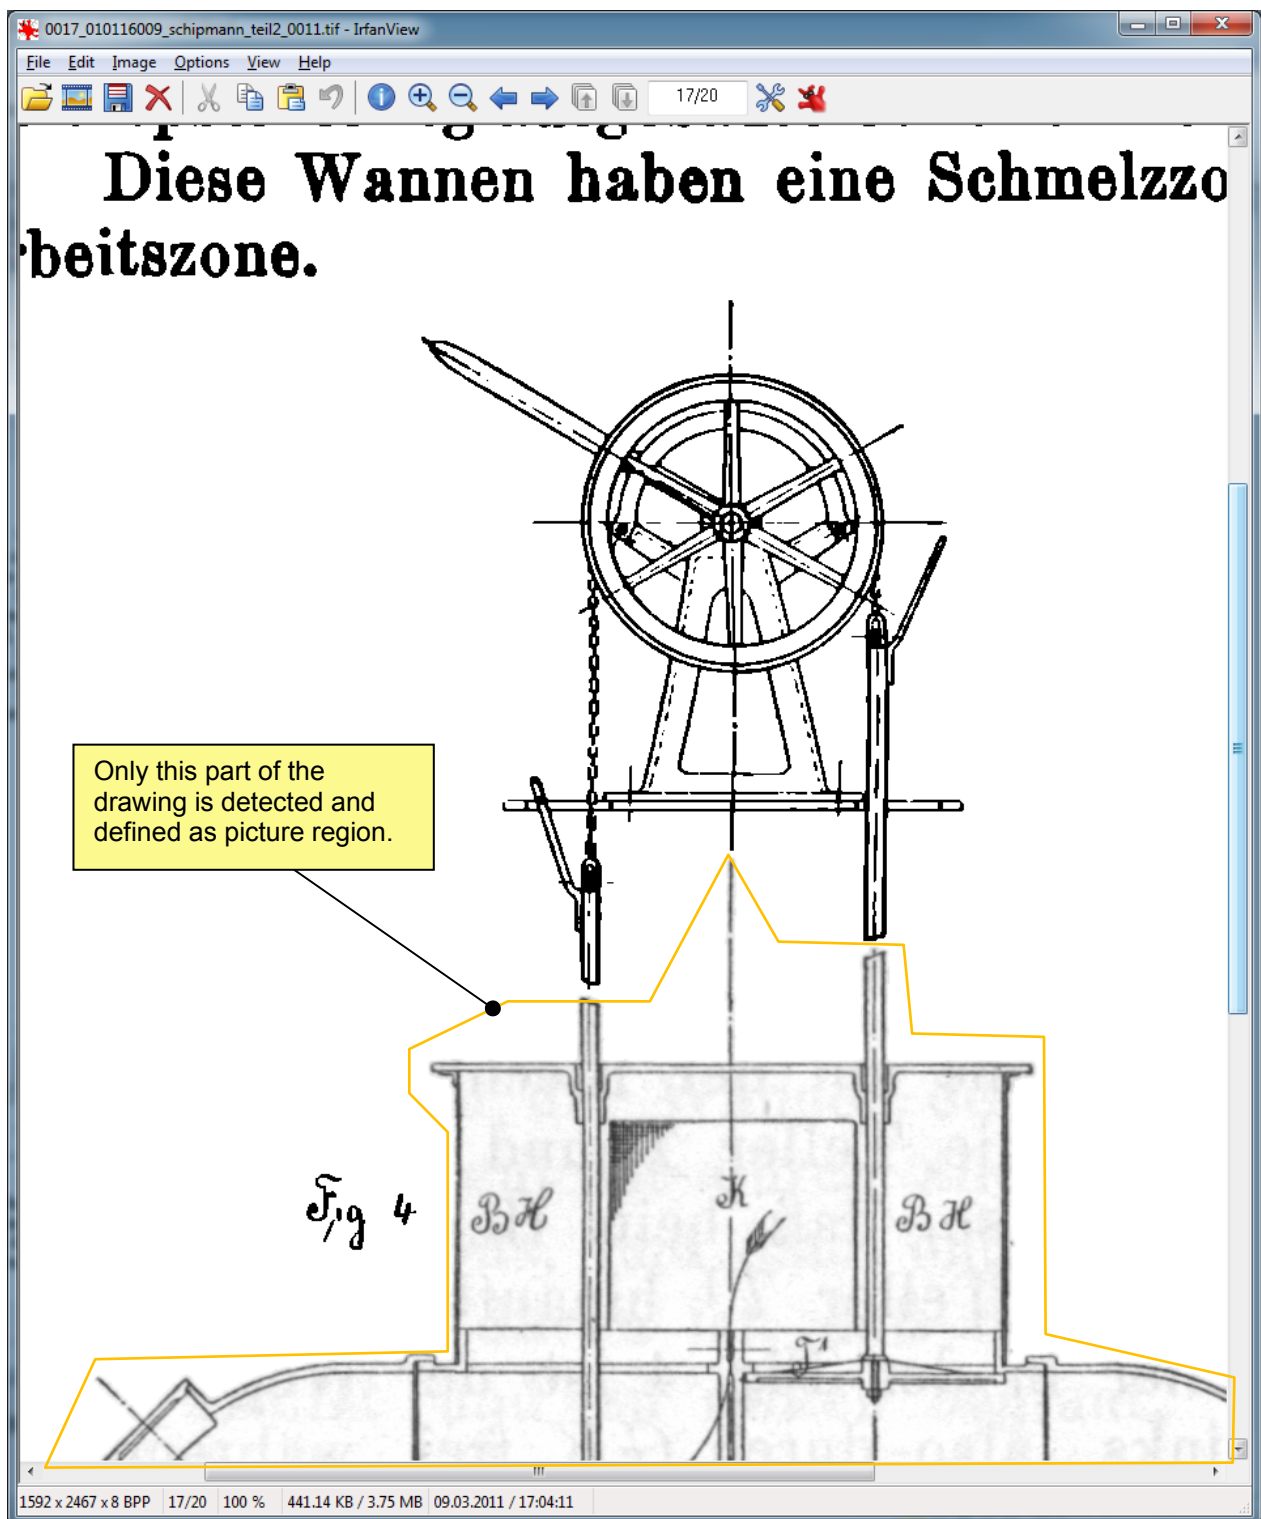 0017_010116009_schipmann_teil2_0011.tif - IrfanView
File Edit Image Options View Help
17/20
Diese Wannen haben eine Schmelzzo
beitszone.
Only this part of the
drawing is detected and
defined as picture region.
Fig 4
BH
K
BH
T¹
1592 x 2467 x 8 BPP 17/20 100 % 441.14 KB / 3.75 MB 09.03.2011 / 17:04:11